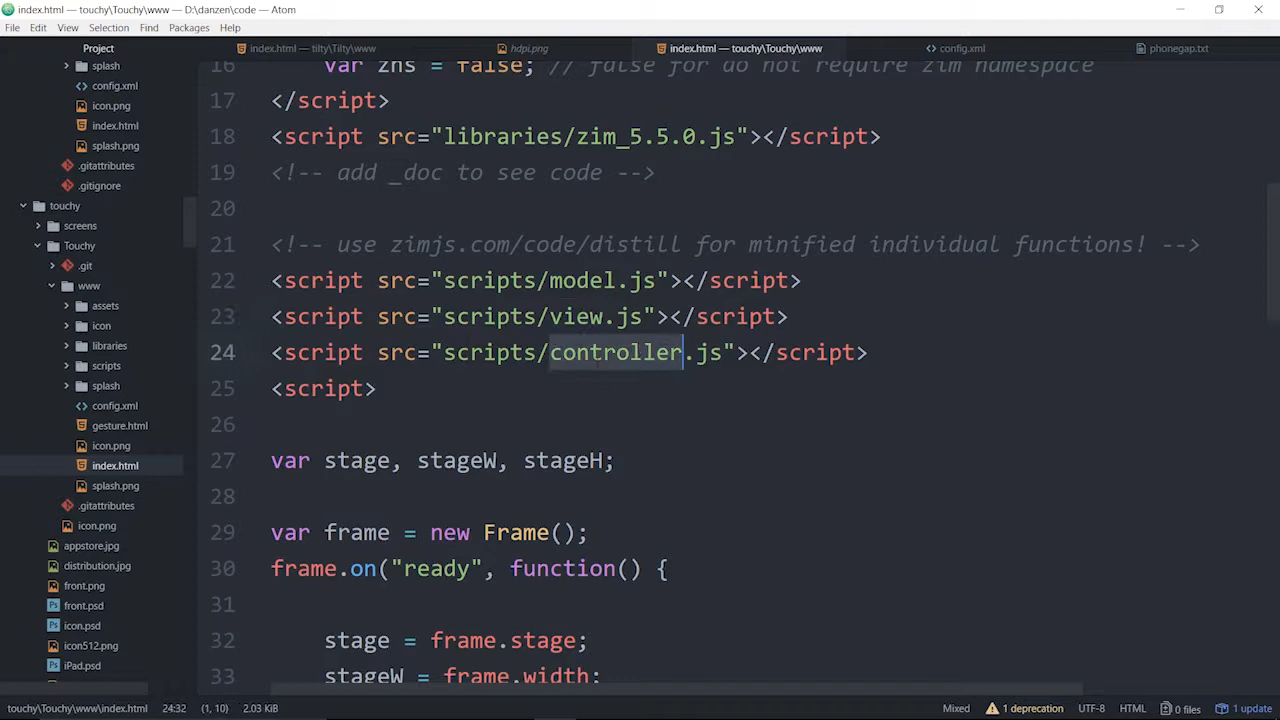 index.html — touchy\Touchy\www — D:\danzen\code — Atom
File Edit View Selection Find Packages Help
Project
index.html — tilty\Tilty\www
hdpi.png
index.html — touchy\Touchy\www
config.xml
phonegap.txt
splash
config.xml
icon.png
index.html
splash.png
.gitattributes
.gitignore
touchy
screens
Touchy
.git
www
assets
icon
libraries
scripts
splash
config.xml
gesture.html
icon.png
index.html
splash.png
.gitattributes
icon.png
appstore.jpg
distribution.jpg
front.png
front.psd
icon.psd
icon512.png
iPad.psd
16 var zns = false; // false for do not require zim namespace
17 </script>
18 <script src="libraries/zim_5.5.0.js"></script>
19 <!-- add _doc to see code -->
20
21 <!-- use zimjs.com/code/distill for minified individual functions! -->
22 <script src="scripts/model.js"></script>
23 <script src="scripts/view.js"></script>
24 <script src="scripts/controller.js"></script>
25 <script>
26
27 var stage, stageW, stageH;
28
29 var frame = new Frame();
30 frame.on("ready", function() {
31
32 stage = frame.stage;
33 stageW = frame.width;
touchy\Touchy\www\index.html 24:32 (1, 10) 2.03 KiB Mixed 1 deprecation UTF-8 HTML 0 files 1 update